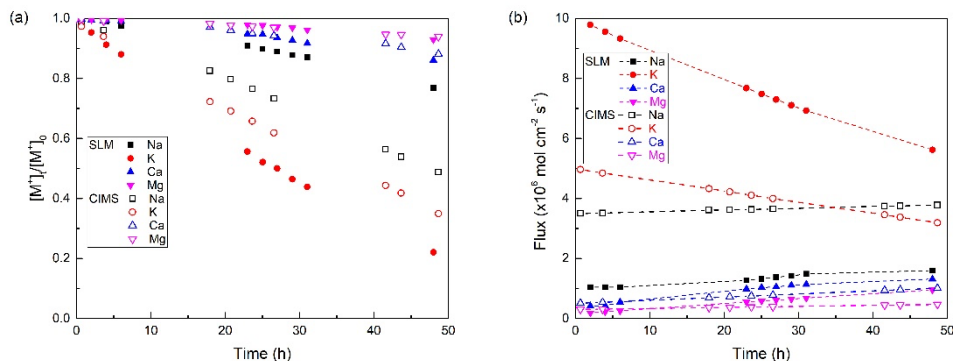 (a)
1.0
0.8
0.6
0.4
0.2
0.0
[M⁺]ₜ/[M⁺]₀
SLM Na
K
Ca
Mg
CIMS Na
K
Ca
Mg
0 10 20 30 40 50
Time (h)
(b)
10
8
6
4
2
0
Flux (x10⁶ mol cm⁻² s⁻¹)
SLM Na
K
Ca
Mg
CIMS Na
K
Ca
Mg
0 10 20 30 40 50
Time (h)